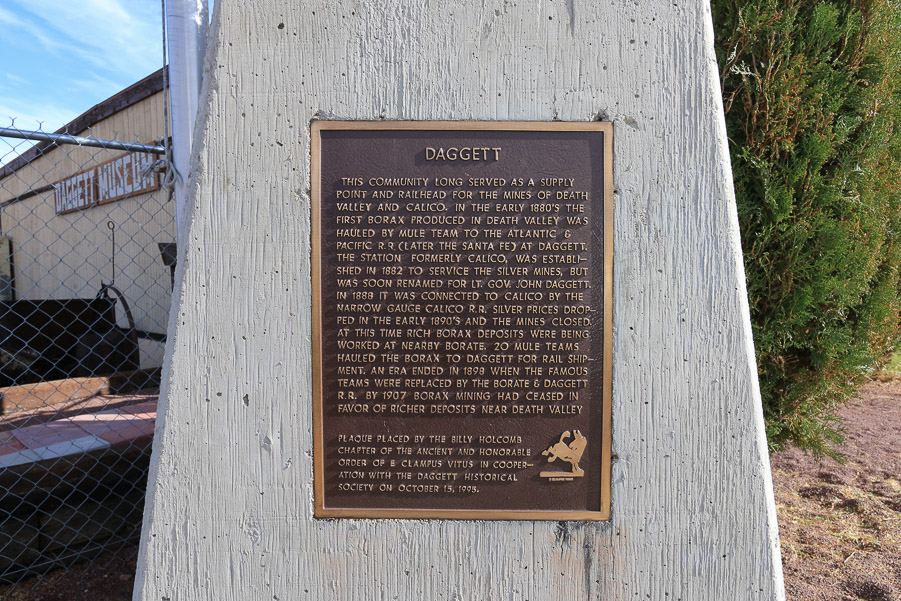 DAGGETT MUSEUM
DAGGETT
THIS COMMUNITY LONG SERVED AS A SUPPLY
POINT AND RAILHEAD FOR THE MINES OF DEATH
VALLEY AND CALICO. IN THE EARLY 1880'S THE
FIRST BORAX PRODUCED IN DEATH VALLEY WAS
HAULED BY MULE TEAM TO THE ATLANTIC &
PACIFIC R.R. (LATER THE SANTA FE) AT DAGGETT.
THE STATION FORMERLY CALICO, WAS ESTABLI-
SHED IN 1882 TO SERVICE THE SILVER MINES, BUT
WAS SOON RENAMED FOR LT. GOV. JOHN DAGGETT.
IN 1888 IT WAS CONNECTED TO CALICO BY THE
NARROW GAUGE CALICO R.R. SILVER PRICES DROP-
PED IN THE EARLY 1890'S AND THE MINES CLOSED.
AT THIS TIME RICH BORAX DEPOSITS WERE BEING
WORKED AT NEARBY BORATE. 20 MULE TEAMS
HAULED THE BORAX TO DAGGETT FOR RAIL SHIP-
MENT. AN ERA ENDED IN 1898 WHEN THE FAMOUS
TEAMS WERE REPLACED BY THE BORATE & DAGGETT
R.R. BY 1907 BORAX MINING HAD CEASED IN
FAVOR OF RICHER DEPOSITS NEAR DEATH VALLEY
PLAQUE PLACED BY THE BILLY HOLCOMB
CHAPTER OF THE ANCIENT AND HONORABLE
ORDER OF E CLAMPUS VITUS IN COOPER-
ATION WITH THE DAGGETT HISTORICAL
SOCIETY ON OCTOBER 15, 1995.